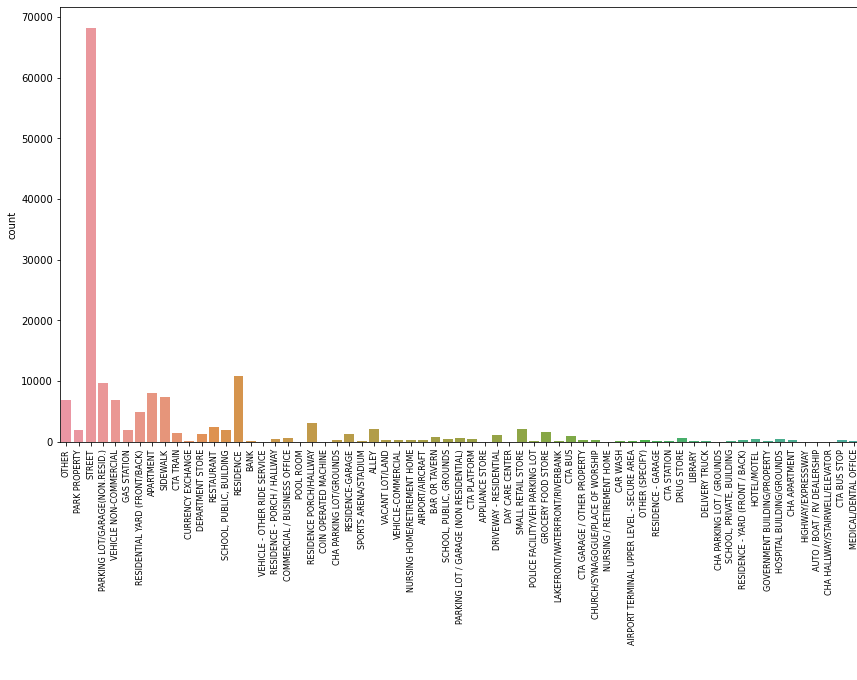 70000
60000
50000
40000
30000
20000
10000
0
count
OTHER
PARK PROPERTY
STREET
PARKING LOT/GARAGE(NON.RESID.)
VEHICLE NON-COMMERCIAL
GAS STATION
RESIDENTIAL YARD (FRONT/BACK)
APARTMENT
SIDEWALK
CTA TRAIN
CURRENCY EXCHANGE
DEPARTMENT STORE
RESTAURANT
SCHOOL, PUBLIC, BUILDING
RESIDENCE
BANK
VEHICLE - OTHER RIDE SERVICE
RESIDENCE - PORCH / HALLWAY
COMMERCIAL / BUSINESS OFFICE
POOL ROOM
RESIDENCE PORCH/HALLWAY
COIN OPERATED MACHINE
CHA PARKING LOT/GROUNDS
RESIDENCE-GARAGE
SPORTS ARENA/STADIUM
ALLEY
VACANT LOT/LAND
VEHICLE-COMMERCIAL
NURSING HOME/RETIREMENT HOME
AIRPORT/AIRCRAFT
BAR OR TAVERN
SCHOOL, PUBLIC, GROUNDS
PARKING LOT / GARAGE (NON RESIDENTIAL)
CTA PLATFORM
APPLIANCE STORE
DRIVEWAY - RESIDENTIAL
DAY CARE CENTER
SMALL RETAIL STORE
POLICE FACILITY/VEH PARKING LOT
GROCERY FOOD STORE
LAKEFRONT/WATERFRONT/RIVERBANK
CTA BUS
CTA GARAGE / OTHER PROPERTY
CHURCH/SYNAGOGUE/PLACE OF WORSHIP
NURSING / RETIREMENT HOME
CAR WASH
AIRPORT TERMINAL UPPER LEVEL - SECURE AREA
OTHER (SPECIFY)
RESIDENCE - GARAGE
CTA STATION
DRUG STORE
LIBRARY
DELIVERY TRUCK
CHA PARKING LOT / GROUNDS
SCHOOL, PRIVATE, BUILDING
RESIDENCE - YARD (FRONT / BACK)
HOTEL/MOTEL
GOVERNMENT BUILDING/PROPERTY
HOSPITAL BUILDING/GROUNDS
CHA APARTMENT
HIGHWAY/EXPRESSWAY
AUTO / BOAT / RV DEALERSHIP
CHA HALLWAY/STAIRWELL/ELEVATOR
CTA BUS STOP
MEDICAL/DENTAL OFFICE